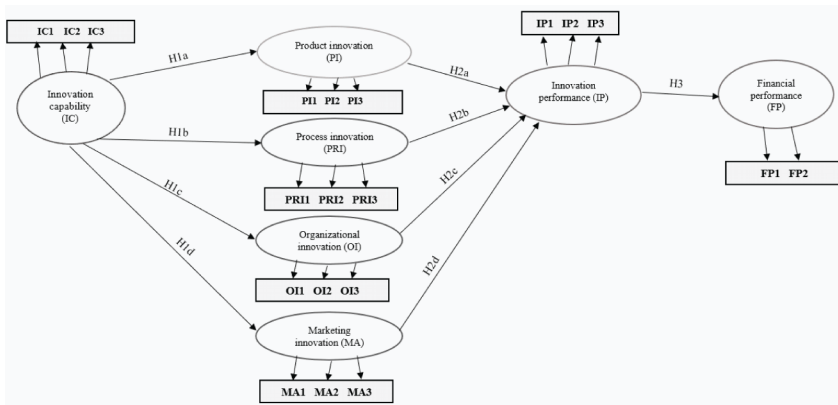 IC1 IC2 IC3
Innovation
capability
(IC)
H1a
H1b
H1c
H1d
Product innovation
(PI)
PI1 PI2 PI3
Process innovation
(PRI)
PRI1 PRI2 PRI3
Organizational
innovation (OI)
OI1 OI2 OI3
Marketing
innovation (MA)
MA1 MA2 MA3
H2a
H2b
H2c
H2d
IP1 IP2 IP3
Innovation
performance (IP)
H3
Financial
performance
(FP)
FP1 FP2